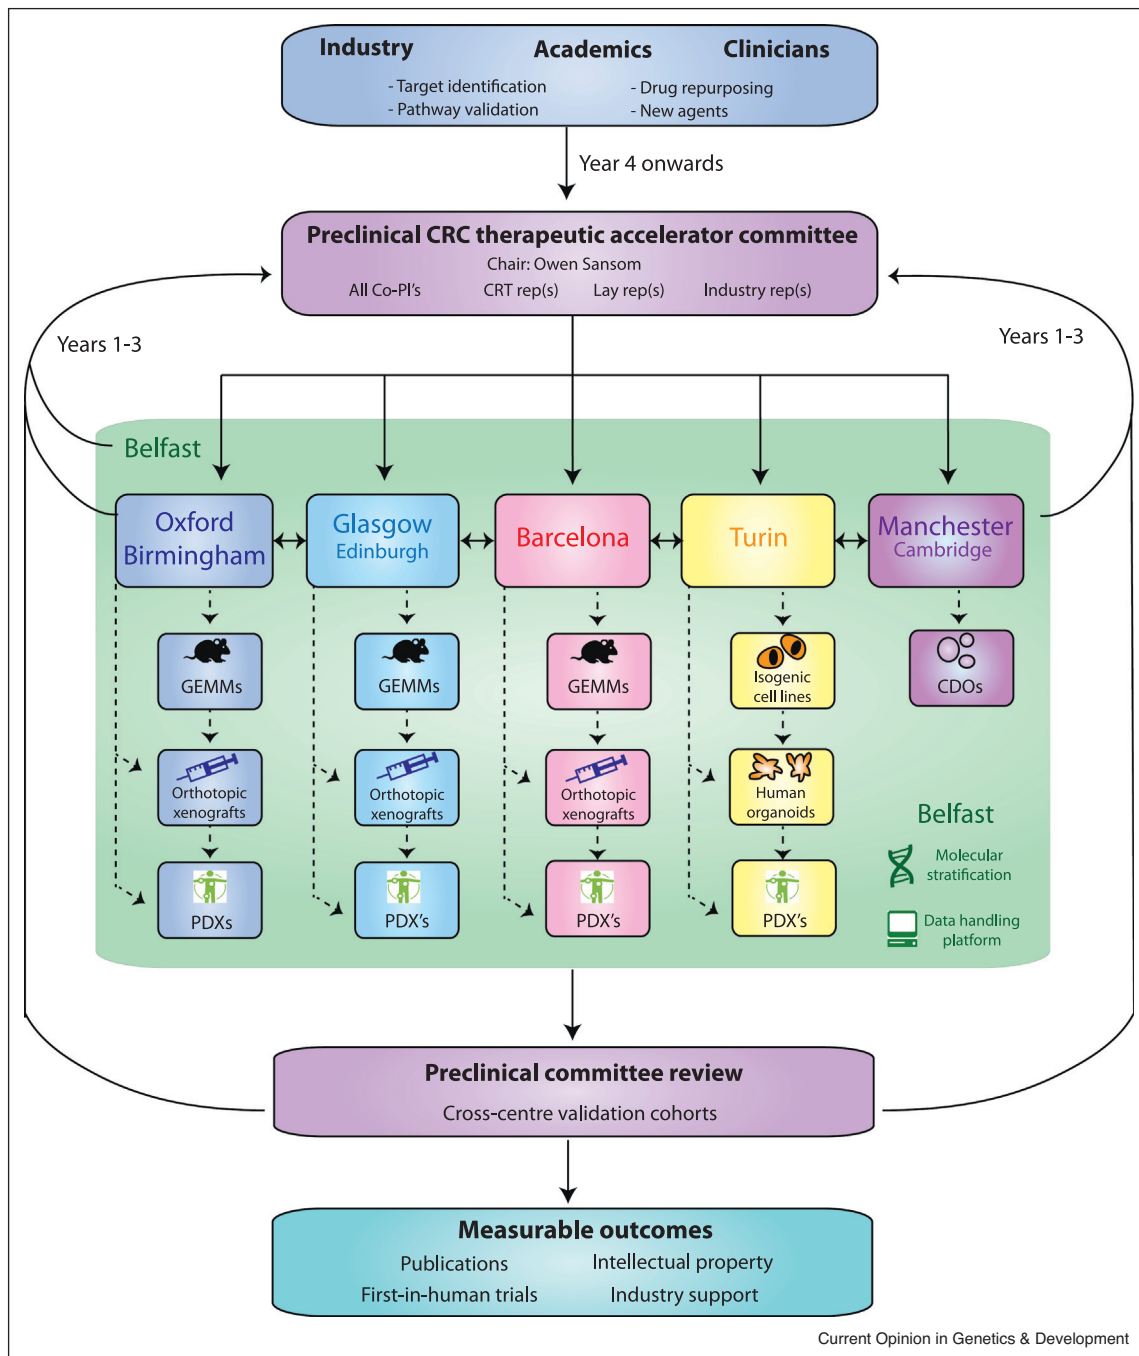 Industry Academics Clinicians
- Target identification - Drug repurposing
- Pathway validation - New agents
Year 4 onwards
Preclinical CRC therapeutic accelerator committee
Chair: Owen Sansom
All Co-PI's CRT rep(s) Lay rep(s) Industry rep(s)
Years 1-3
Years 1-3
Belfast
Oxford
Birmingham
Glasgow
Edinburgh
Barcelona
Turin
Manchester
Cambridge
GEMMs
GEMMs
GEMMs
Isogenic
cell lines
CDOs
Orthotopic
xenografts
Orthotopic
xenografts
Orthotopic
xenografts
Human
organoids
PDXs
PDX's
PDX's
PDX's
Belfast
Molecular
stratification
Data handling
platform
Preclinical committee review
Cross-centre validation cohorts
Measurable outcomes
Publications Intellectual property
First-in-human trials Industry support
Current Opinion in Genetics & Development